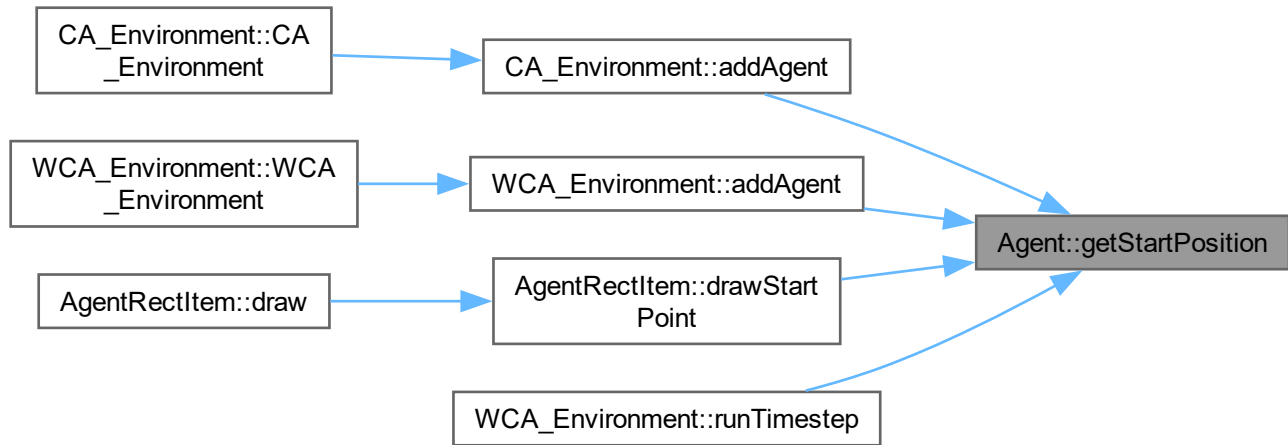 CA_Environment::CA
_Environment
CA_Environment::addAgent
WCA_Environment::WCA
_Environment
WCA_Environment::addAgent
Agent::getStartPosition
AgentRectItem::draw
AgentRectItem::drawStart
Point
WCA_Environment::runTimestep